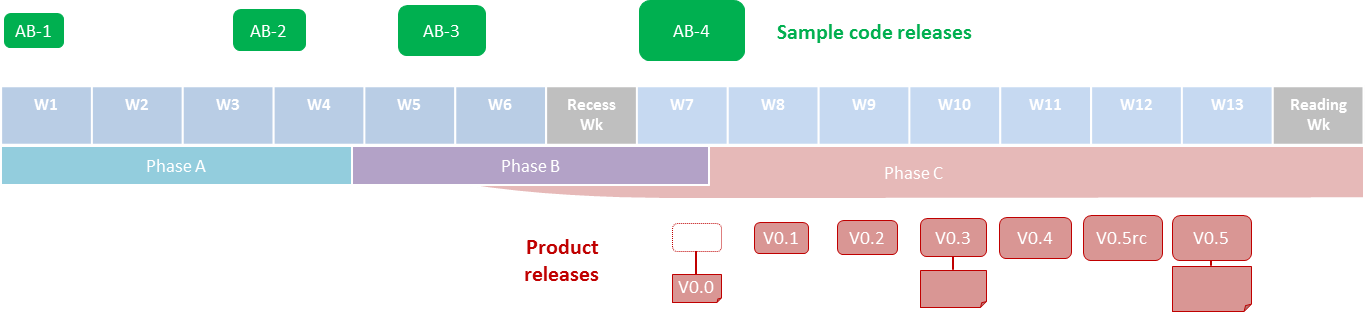 AB-1
AB-2
AB-3
AB-4
Sample code releases
W1
W2
W3
W4
W5
W6
Recess
Wk
W7
W8
W9
W10
W11
W12
W13
Reading
Wk
Phase A
Phase B
Phase C
Product
releases
V0.1
V0.2
V0.3
V0.4
V0.5rc
V0.5
V0.0